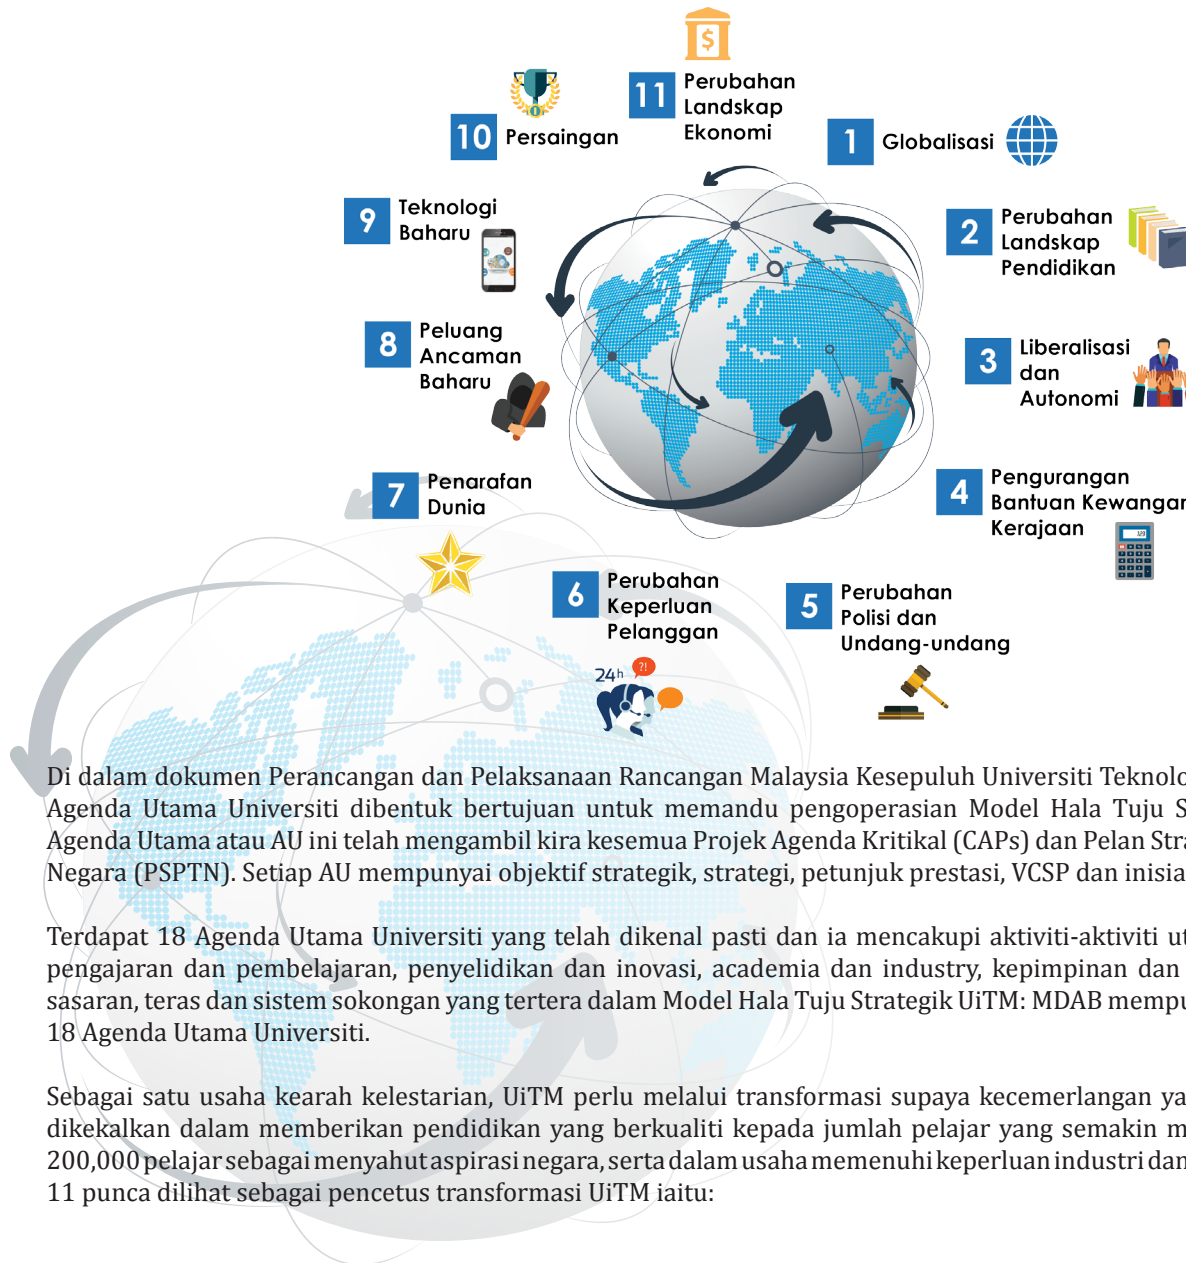 11
Perubahan
Landskap
Ekonomi
10
Persaingan
1
Globalisasi
9
Teknologi
Baharu
2
Perubahan
Landskap
Pendidikan
8
Peluang
Ancaman
Baharu
3
Liberalisasi
dan
Autonomi
7
Penarafan
Dunia
4
Pengurangan
Bantuan Kewangan
Kerajaan
6
Perubahan
Keperluan
Pelanggan
24h
?!
5
Perubahan
Polisi dan
Undang-undang
Di dalam dokumen Perancangan dan Pelaksanaan Rancangan Malaysia Kesepuluh Universiti Teknolo
Agenda Utama Universiti dibentuk bertujuan untuk memandu pengoperasian Model Hala Tuju S
Agenda Utama atau AU ini telah mengambil kira kesemua Projek Agenda Kritikal (CAPs) dan Pelan Stra
Negara (PSPTN). Setiap AU mempunyai objektif strategik, strategi, petunjuk prestasi, VCSP dan inisia
Terdapat 18 Agenda Utama Universiti yang telah dikenal pasti dan ia mencakupi aktiviti-aktiviti ut
pengajaran dan pembelajaran, penyelidikan dan inovasi, academia dan industry, kepimpinan dan
sasaran, teras dan sistem sokongan yang tertera dalam Model Hala Tuju Strategik UiTM: MDAB mempu
18 Agenda Utama Universiti.
Sebagai satu usaha kearah kelestarian, UiTM perlu melalui transformasi supaya kecemerlangan ya
dikekalkan dalam memberikan pendidikan yang berkualiti kepada jumlah pelajar yang semakin m
200,000 pelajar sebagai menyahut aspirasi negara, serta dalam usaha memenuhi keperluan industri dan
11 punca dilihat sebagai pencetus transformasi UiTM iaitu: